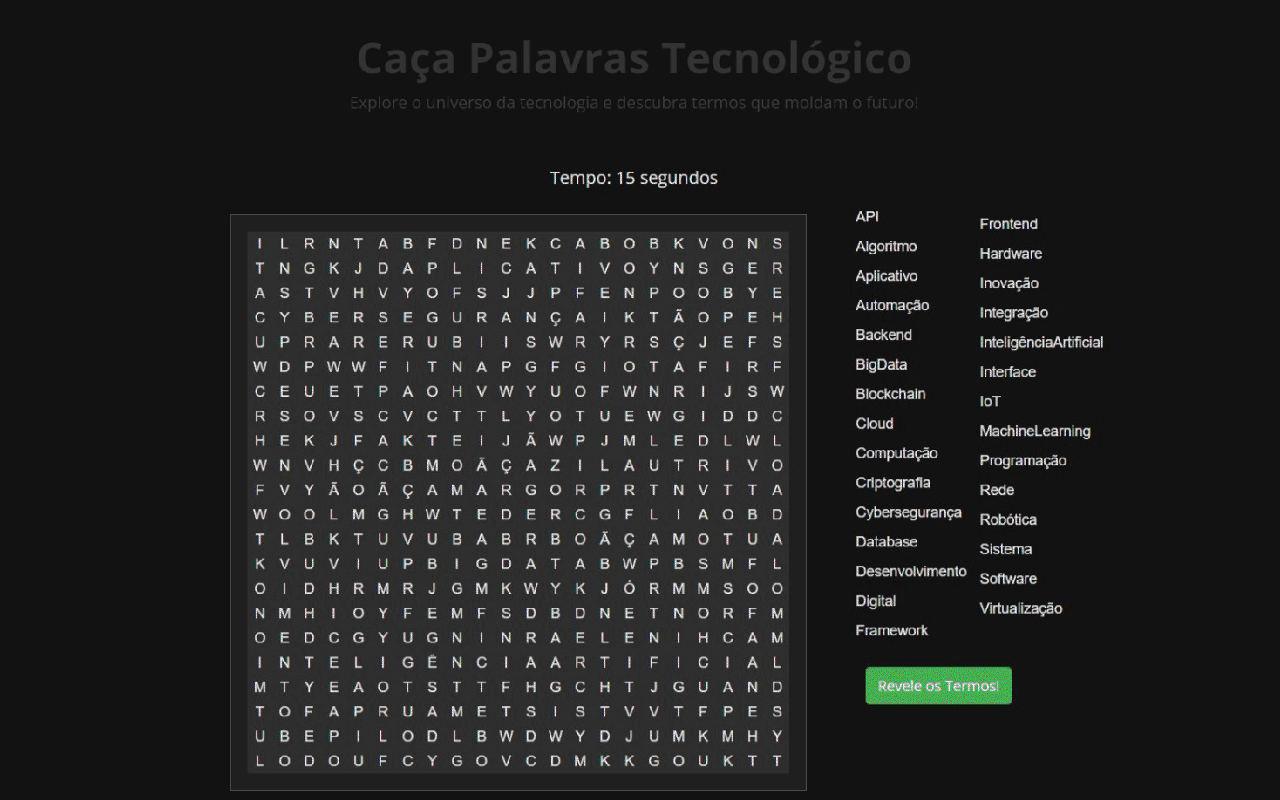 Caça Palavras Tecnológico
Explore o universo da tecnologia e descubra termos que moldam o futuro!
Tempo: 15 segundos
I L R N T A B F D N E K C A B O B K V O N S
T N G K J D A P L I C A T I V O Y N S G E R
A S T V H V Y O F S J J P F E N P O O B Y E
C Y B E R S E G U R A N Ç A I K T Ã O P E H
U P R A R E R U B I I S W R Y R S Ç J E F S
W D P W W F I T N A P G F G I O T A F I R F
C E U E T P A O H V W Y U O F W N R I J S W
R S O V S C V C T T L Y O T U E W G I D D C
H E K J F A K T E I J Ã W P J M L E D L W L
W N V H Ç C B M O Ã Ç A Z I L A U T R I V O
F V Y Ã O Ã Ç A M A R G O R P R T N V T T A
W O O L M G H W T E D E R C G F L I A O B D
T L B K T U V U B A B R B O Ã Ç A M O T U A
K V U V I U P B I G D A T A B W P B S M F L
O I D H R M R J G M K W Y K J Ó R M M S O O
N M H I O Y F E M F S D B D N E T N O R F M
O E D C G Y U G N I N R A E L E N I H C A M
I N T E L I G Ê N C I A A R T I F I C I A L
M T Y E A O T S T T F H G C H T J G U A N D
T O F A P R U A M E T S I S T V V T F P E S
U B E P I L O D L B W D W Y D J U M K M H Y
L O D O U F C Y G O V C D M K K G O U K T T
API
Algoritmo
Aplicativo
Automação
Backend
BigData
Blockchain
Cloud
Computação
Criptografia
Cybersegurança
Database
Desenvolvimento
Digital
Framework
Frontend
Hardware
Inovação
Integração
InteligênciaArtificial
Interface
IoT
MachineLearning
Programação
Rede
Robótica
Sistema
Software
Virtualização
Revele os Termos!